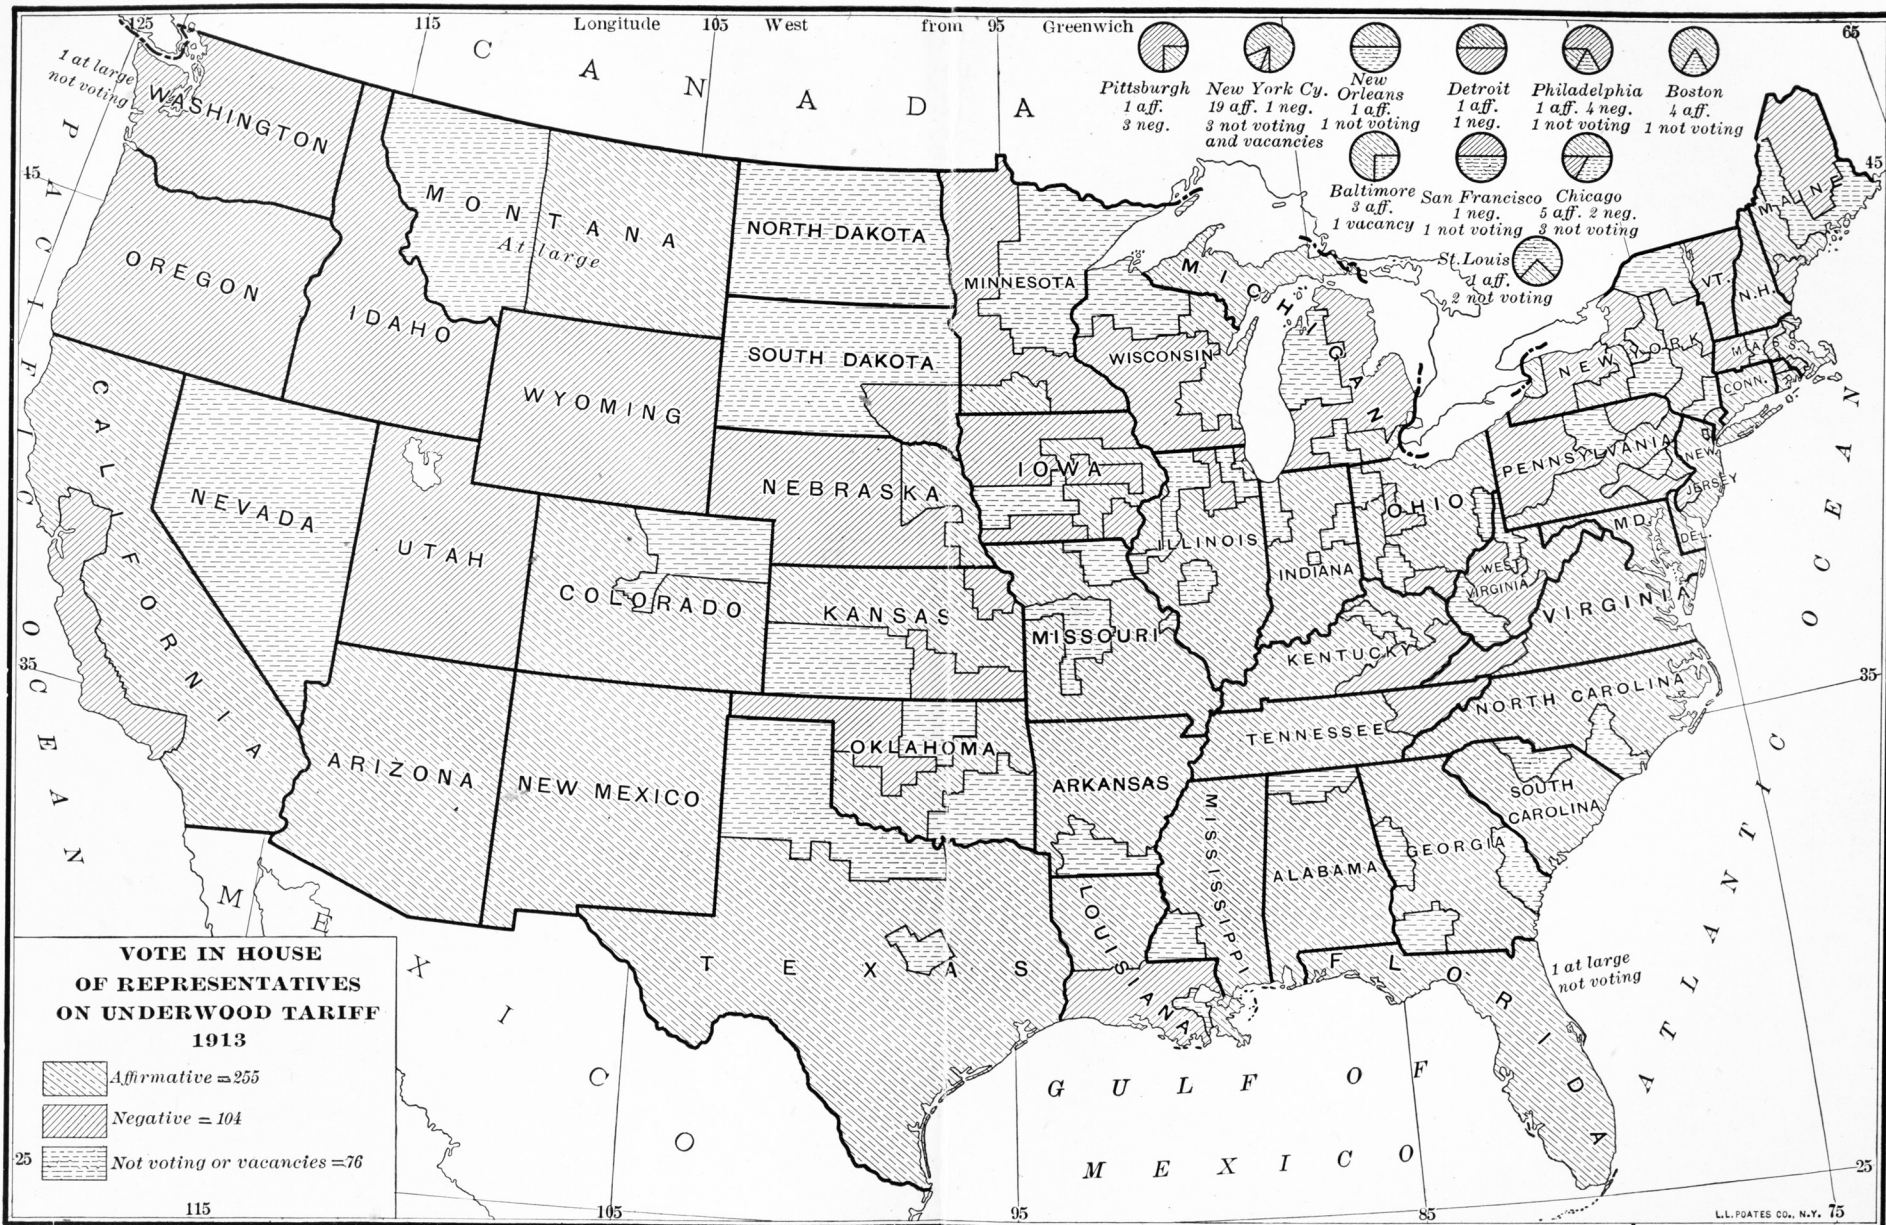 125
115
Longitude
105
West
from
95
Greenwich
65
C A N A D A
1 at large
not voting
Pittsburgh
1 aff.
3 neg.
New York Cy.
19 aff. 1 neg.
3 not voting
and vacancies
New
Orleans
1 aff.
1 not voting
Detroit
1 aff.
1 neg.
Philadelphia
1 aff. 4 neg.
1 not voting
Boston
4 aff.
1 not voting
Baltimore
3 aff.
1 vacancy
San Francisco
1 neg.
1 not voting
Chicago
5 aff. 2 neg.
3 not voting
St. Louis
1 aff.
2 not voting
45
45
PACIFIC OCEAN
WASHINGTON
OREGON
IDAHO
MONTANA
At large
NORTH DAKOTA
SOUTH DAKOTA
MINNESOTA
WISCONSIN
MICHIGAN
WYOMING
NEBRASKA
IOWA
ILLINOIS
INDIANA
OHIO
PENNSYLVANIA
NEW YORK
VT.
N.H.
MAINE
MASS.
CONN.
R.I.
NEW
JERSEY
MD.
DEL.
WEST
VIRGINIA
VIRGINIA
CALIFORNIA
NEVADA
UTAH
COLORADO
KANSAS
MISSOURI
KENTUCKY
TENNESSEE
NORTH CAROLINA
SOUTH
CAROLINA
35
35
ARIZONA
NEW MEXICO
OKLAHOMA
ARKANSAS
MISSISSIPPI
ALABAMA
GEORGIA
TEXAS
LOUISIANA
FLORIDA
1 at large
not voting
ATLANTIC OCEAN
MEXICO
GULF OF
MEXICO
VOTE IN HOUSE
OF REPRESENTATIVES
ON UNDERWOOD TARIFF
1913
Affirmative = 255
Negative = 104
Not voting or vacancies = 76
25
25
115
105
95
85
75
L.L.POATES CO., N.Y.